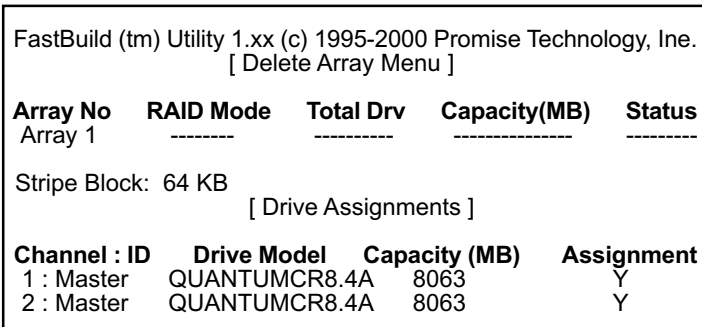 FastBuild (tm) Utility 1.xx (c) 1995-2000 Promise Technology, Inc.
[ Delete Array Menu ]
Array No RAID Mode Total Drv Capacity(MB) Status
Array 1 -------- ---------- --------------- ---------
Stripe Block: 64 KB
[ Drive Assignments ]
Channel : ID Drive Model Capacity (MB) Assignment
1 : Master QUANTUMCR8.4A 8063 Y
2 : Master QUANTUMCR8.4A 8063 Y